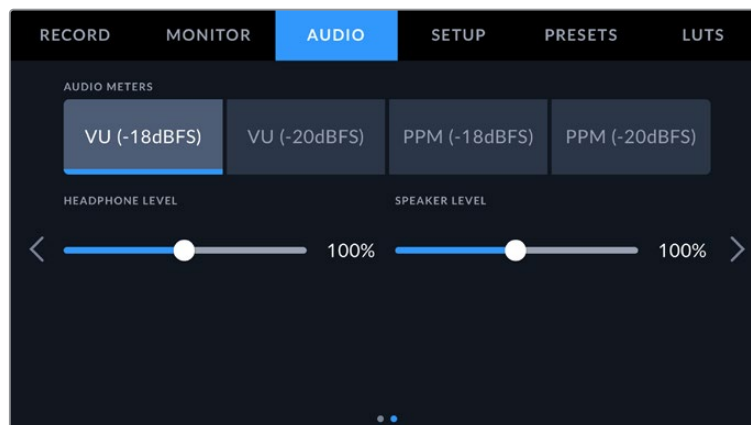 RECORD MONITOR AUDIO SETUP PRESETS LUTS
AUDIO METERS
VU (-18dBFS) VU (-20dBFS) PPM (-18dBFS) PPM (-20dBFS)
HEADPHONE LEVEL SPEAKER LEVEL
100% 100%